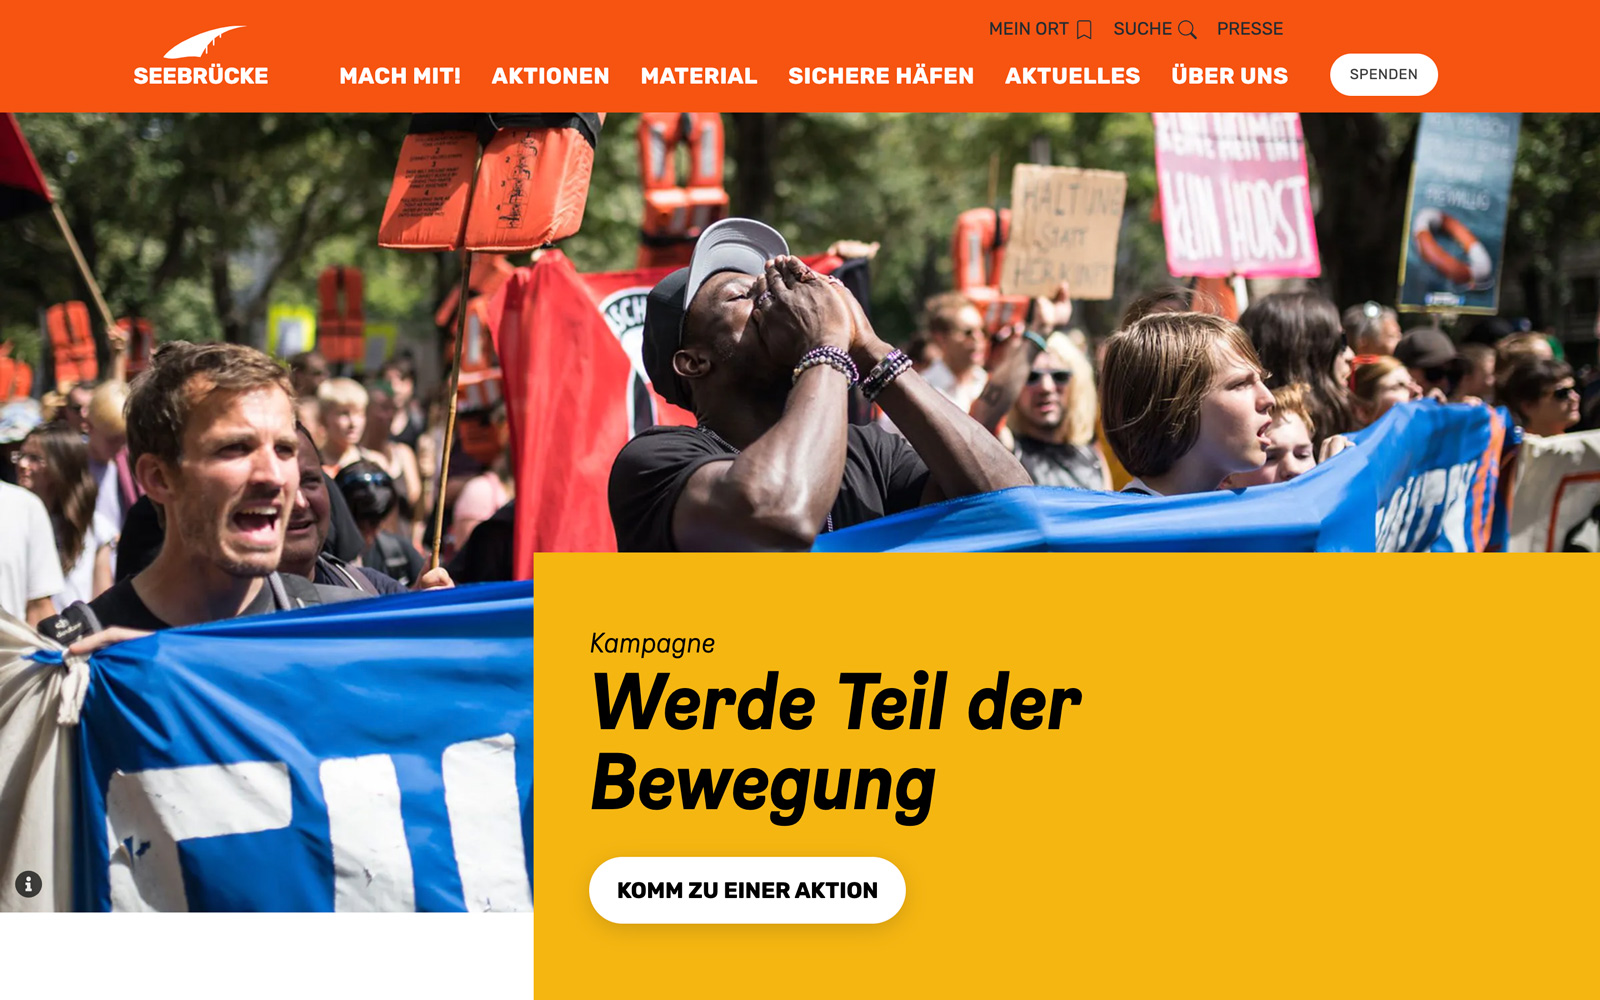 MEIN ORT
SUCHE
PRESSE
SEEBRÜCKE
MACH MIT!
AKTIONEN
MATERIAL
SICHERE HÄFEN
AKTUELLES
ÜBER UNS
SPENDEN
HALTUNG
STATT
HERKUNFT
KEIN HORST
FREIWILLIG
Kampagne
Werde Teil der
Bewegung
KOMM ZU EINER AKTION